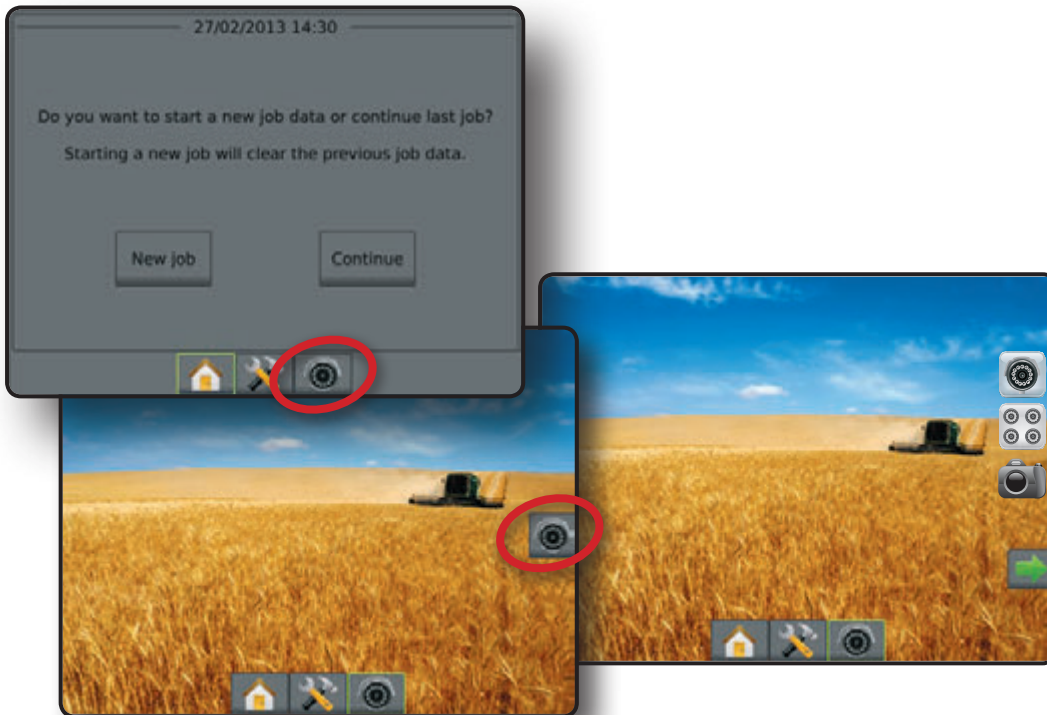 27/02/2013 14:30
Do you want to start a new job data or continue last job?
Starting a new job will clear the previous job data.
New job
Continue